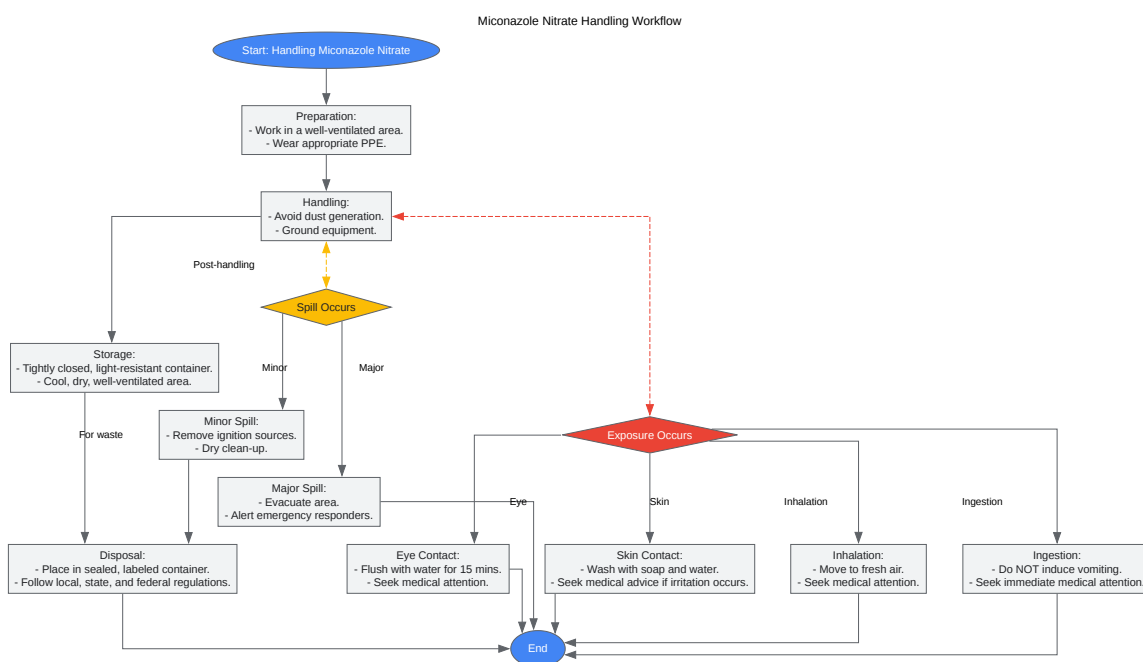 Miconazole Nitrate Handling Workflow
Start: Handling Miconazole Nitrate
Preparation:
- Work in a well-ventilated area.
- Wear appropriate PPE.
Handling:
- Avoid dust generation.
- Ground equipment.
Post-handling
Spill Occurs
Storage:
- Tightly closed, light-resistant container.
- Cool, dry, well-ventilated area.
Minor
Major
For waste
Minor Spill:
- Remove ignition sources.
- Dry clean-up.
Exposure Occurs
Major Spill:
- Evacuate area.
- Alert emergency responders.
Eye
Skin
Inhalation
Ingestion
Disposal:
- Place in sealed, labeled container.
- Follow local, state, and federal regulations.
Eye Contact:
- Flush with water for 15 mins.
- Seek medical attention.
Skin Contact:
- Wash with soap and water.
- Seek medical advice if irritation occurs.
Inhalation:
- Move to fresh air.
- Seek medical attention.
Ingestion:
- Do NOT induce vomiting.
- Seek immediate medical attention.
End